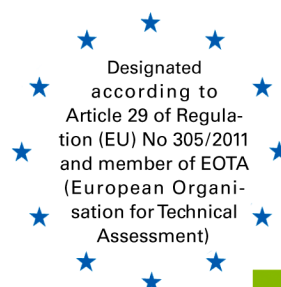 Designated
according to
Article 29 of Regula-
tion (EU) No 305/2011
and member of EOTA
(European Organi-
sation for Technical
Assessment)